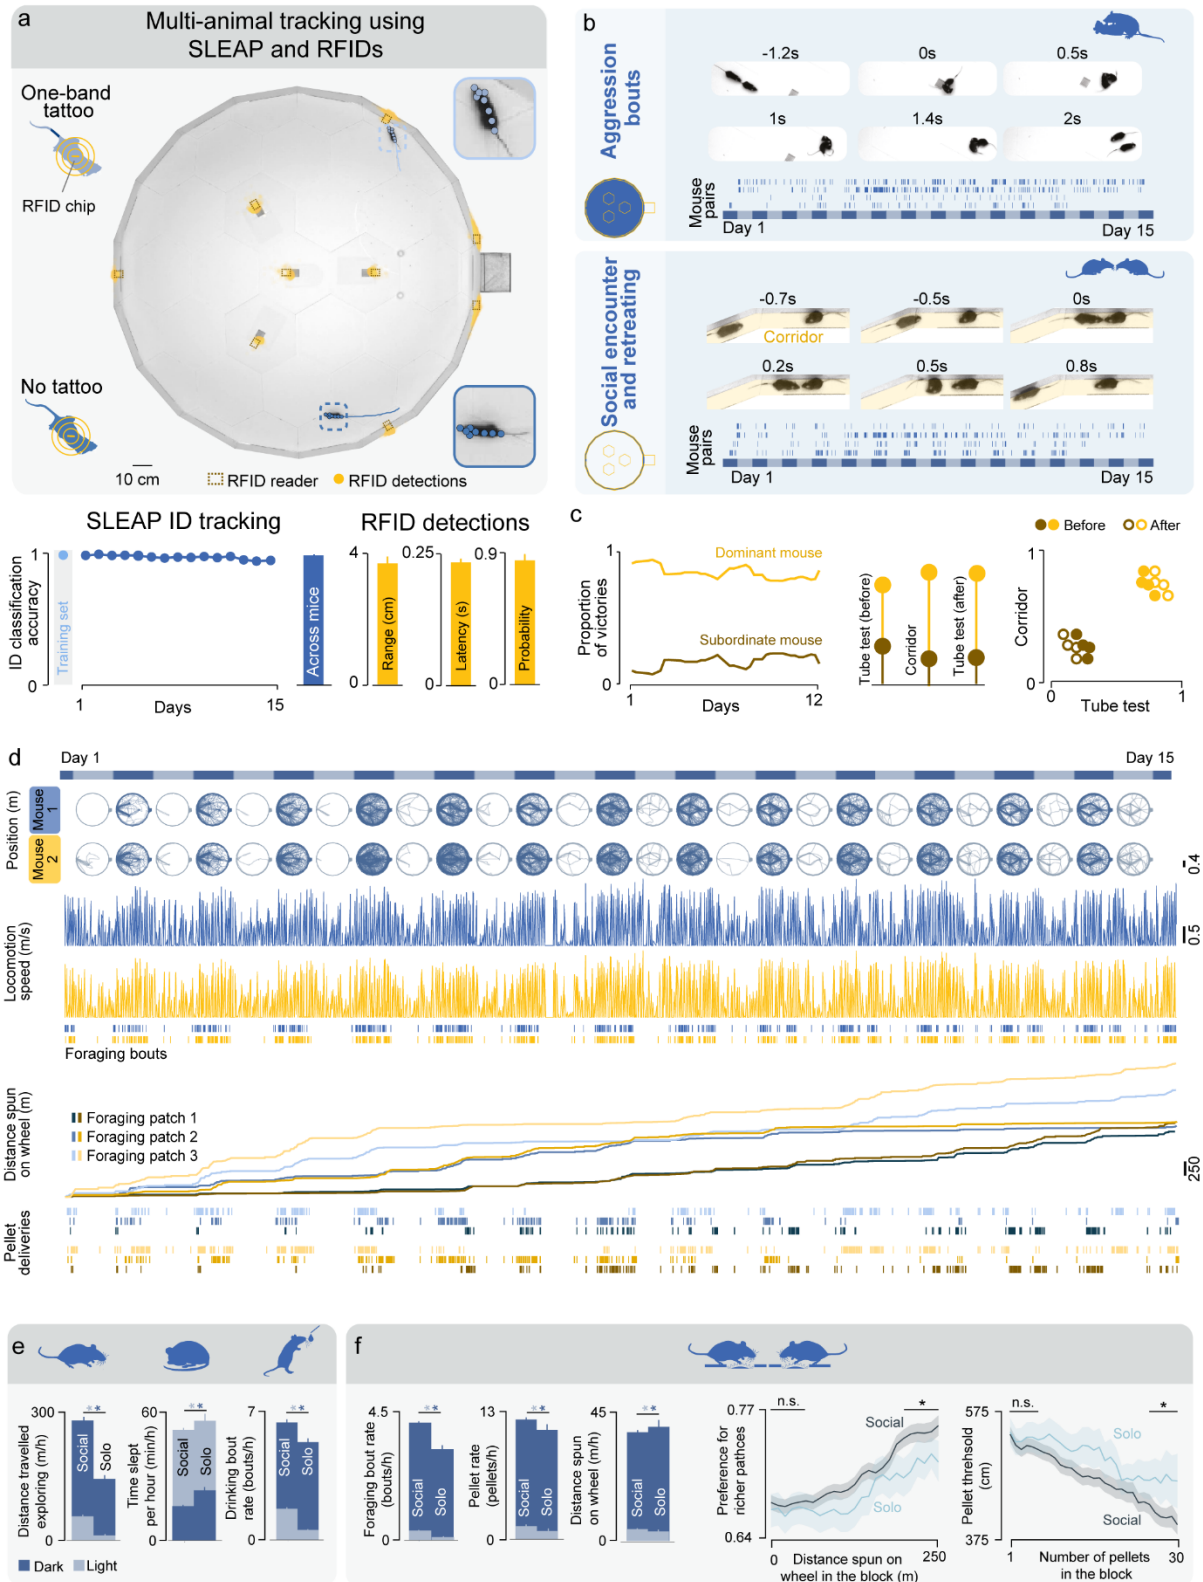 a
Multi-animal tracking using
SLEAP and RFIDs
One-band
tattoo
RFID chip
No tattoo
10 cm
RFID reader
RFID detections
SLEAP ID tracking
ID classification
accuracy
1
0
Training set
1
Days
15
Across mice
RFID detections
4
0
Range (cm)
0.25
0
Latency (s)
0.9
0
Probability
b
Aggression
bouts
-1.2s
0s
0.5s
1s
1.4s
2s
Mouse
pairs
Day 1
Day 15
Social encounter
and retreating
-0.7s
-0.5s
0s
Corridor
0.2s
0.5s
0.8s
Mouse
pairs
Day 1
Day 15
c
Proportion
of victories
1
0
Dominant mouse
Subordinate mouse
1
Days
12
Tube test (before)
Corridor
Tube test (after)
Before
After
Corridor
1
0
0
Tube test
1
d
Day 1
Day 15
Position (m)
Mouse
1
Mouse
2
0.4
Locomotion
speed (m/s)
0.5
Foraging bouts
Distance spun
on wheel (m)
Foraging patch 1
Foraging patch 2
Foraging patch 3
250
Pellet
deliveries
e
Distance travelled
exploring (m/h)
300
0
Social
Solo
**
Time slept
per hour (min/h)
60
0
Social
Solo
**
Drinking bout
rate (bouts/h)
7
0
Social
Solo
**
Dark
Light
f
Foraging bout rate
(bouts/h)
4.5
0
Social
Solo
**
Pellet rate
(pellets/h)
13
0
Social
Solo
**
Distance spun
on wheel (m/h)
45
0
Social
Solo
**
Preference for
richer pathces
0.77
0.64
n.s.
*
Social
Solo
0
Distance spun on
wheel in the block (m)
250
Pellet threhsold
(cm)
575
375
n.s.
*
Solo
Social
1
Number of pellets
in the block
30